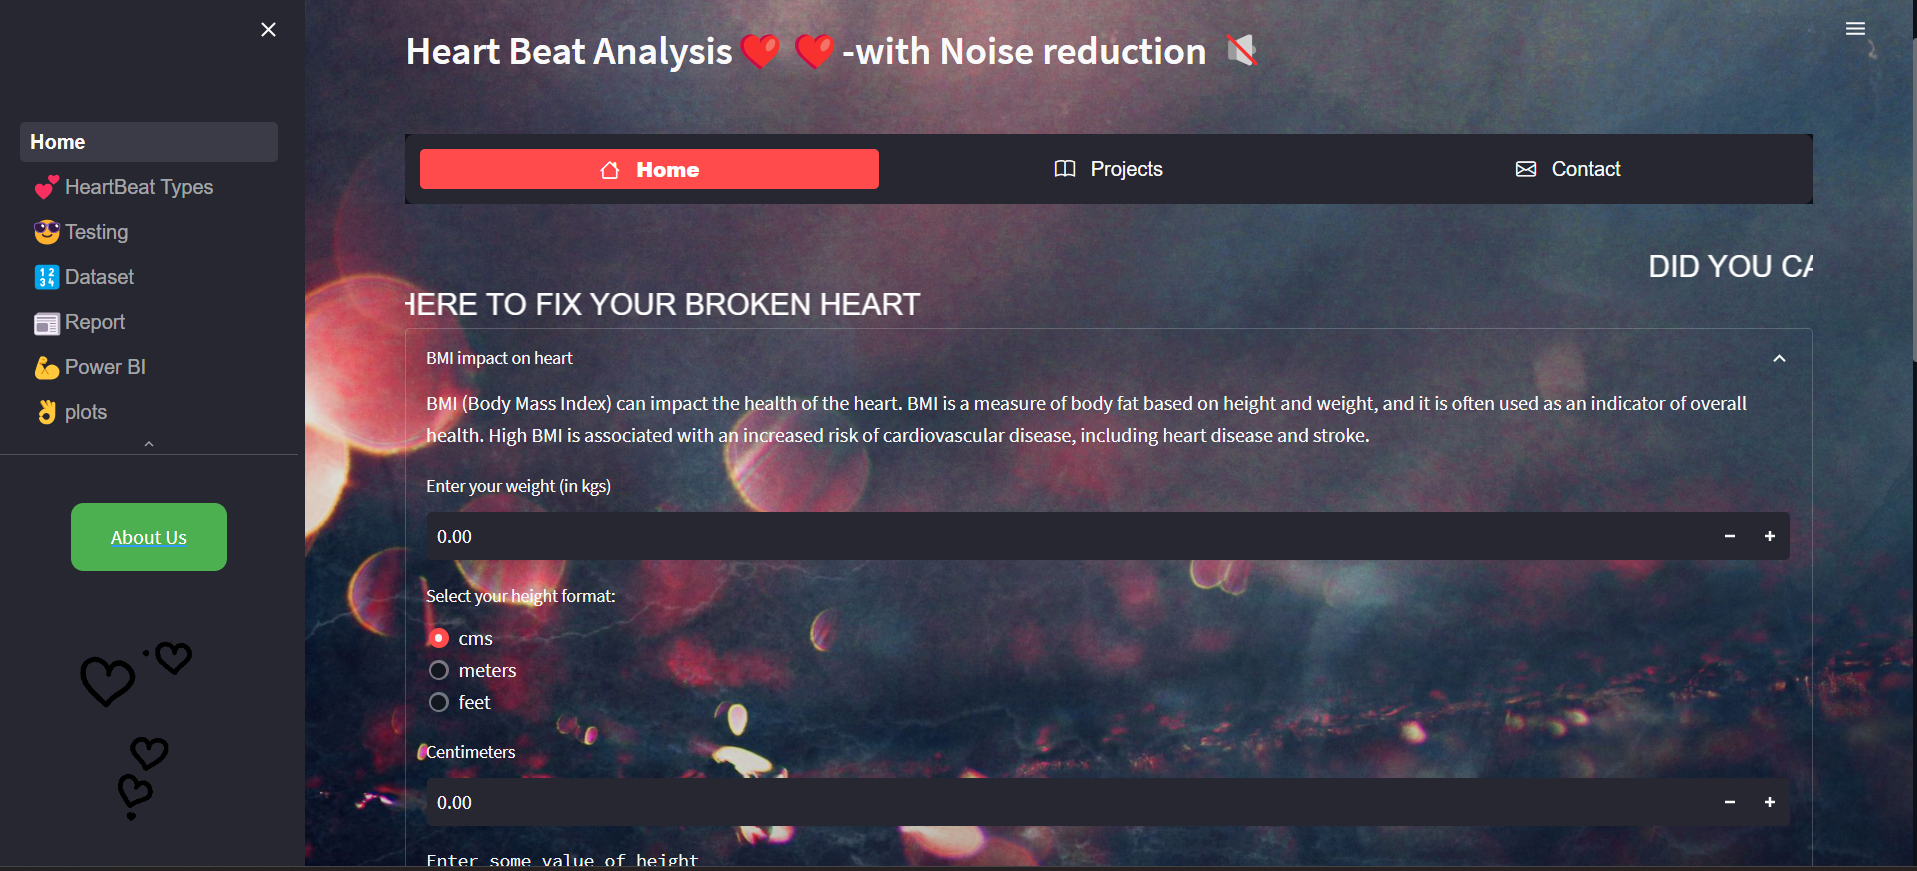 Heart Beat Analysis -with Noise reduction
Home
HeartBeat Types
Testing
Dataset
Report
Power BI
plots
About Us
Home
Projects
Contact
DID YOU
TO FIX YOUR BROKEN HEART
BMI impact on heart
BMI (Body Mass Index) can impact the health of the heart. BMI is a measure of body fat based on height and weight, and it is often used as an indicator of overall
health. High BMI is associated with an increased risk of cardiovascular disease, including heart disease and stroke.
Enter your weight (in kgs)
0.00
Select your height format:
cms
meters
feet
Centimeters
0.00
Enter some value of height